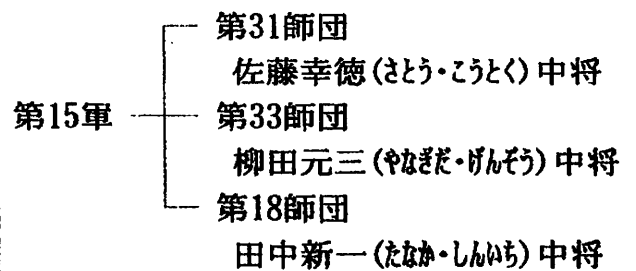 第31師団
佐藤幸徳(さとう・こうとく)中将
第15軍
第33師団
柳田元三(やなぎだ・げんぞう)中将
第18師団
田中新一(たなか・しんいち)中将